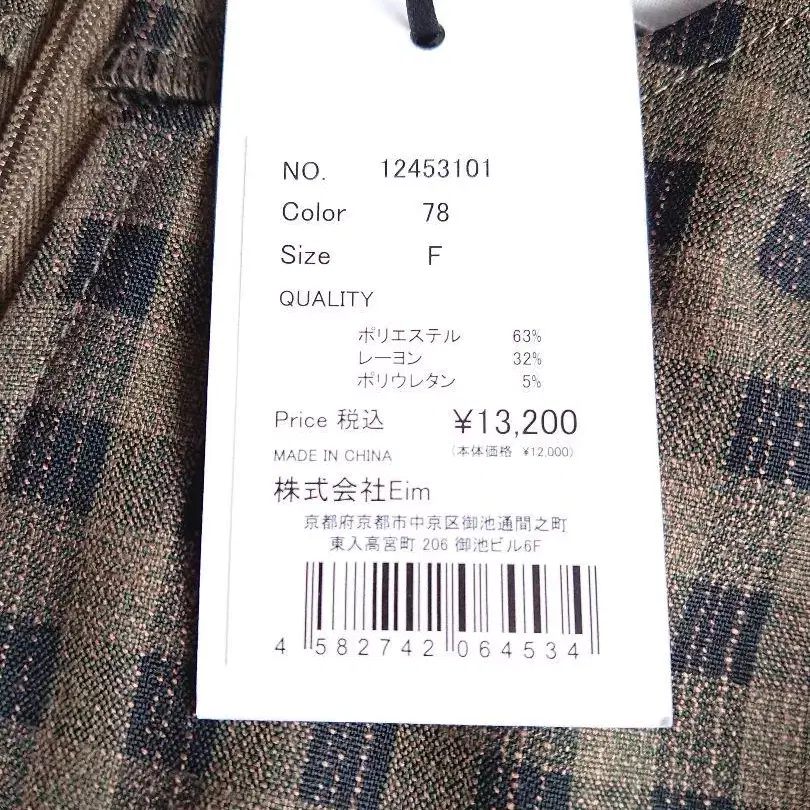 NO. 12453101
Color 78
Size F
QUALITY
ポリエステル 63%
レーヨン 32%
ポリウレタン 5%
Price 税込 ¥13,200
MADE IN CHINA (本体価格 ¥12,000)
株式会社Eim
京都府京都市中京区御池通間之町
東入高宮町 206 御池ビル6F
4 582742 064534